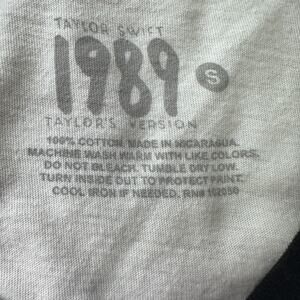 TAYLOR SWIFT
1989 S
TAYLOR'S VERSION
100% COTTON. MADE IN NICARAGUA.
MACHINE WASH WARM WITH LIKE COLORS.
DO NOT BLEACH. TUMBLE DRY LOW.
TURN INSIDE OUT TO PROTECT PRINT.
COOL IRON IF NEEDED. RN# 102050